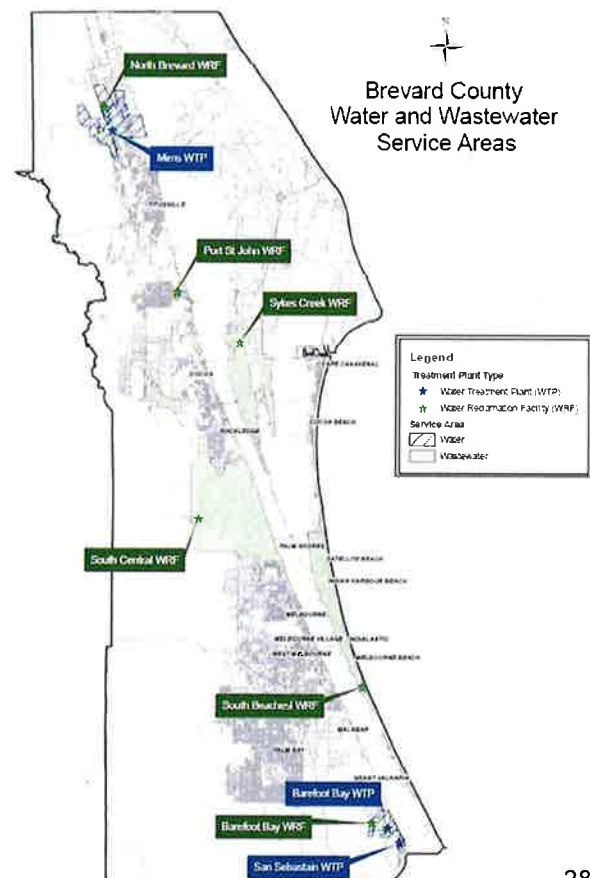 N
Brevard County
Water and Wastewater
Service Areas
North Brevard WRF
Mims WTP
TITUSVILLE
Port St John WRF
Sykes Creek WRF
CAPE CANAVERAL
COCOA
COCOA BEACH
ROCKLEDGE
Legend
Treatment Plant Type
Water Treatment Plant (WTP)
Water Reclamation Facility (WRF)
Service Area
Water
Wastewater
South Central WRF
PALM SHORES
SATELLITE BEACH
INDIAN HARBOUR BEACH
MELBOURNE
MELBOURNE VILLAGE
INDIALANTIC
WEST MELBOURNE
MELBOURNE BEACH
South Beaches WRF
MALABAR
PALM BAY
GRANT VALKARIA
Barefoot Bay WTP
Barefoot Bay WRF
San Sebastain WTP
28